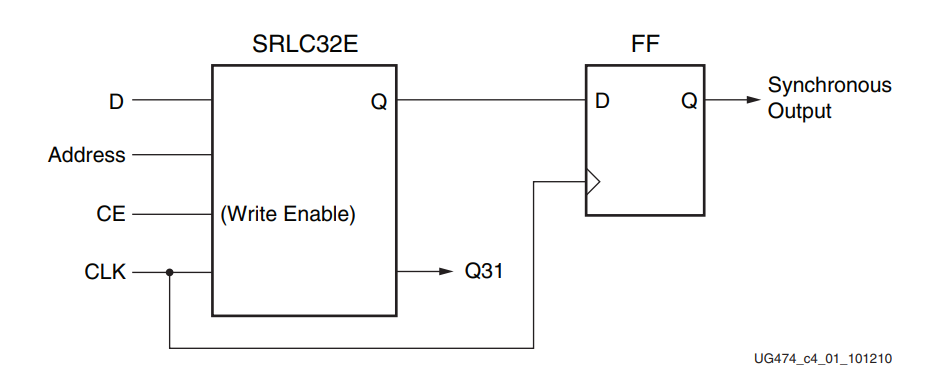 SRLC32E
FF
D
Q
D
Q
Synchronous
Output
Address
CE
(Write Enable)
CLK
Q31
UG474_c4_01_101210